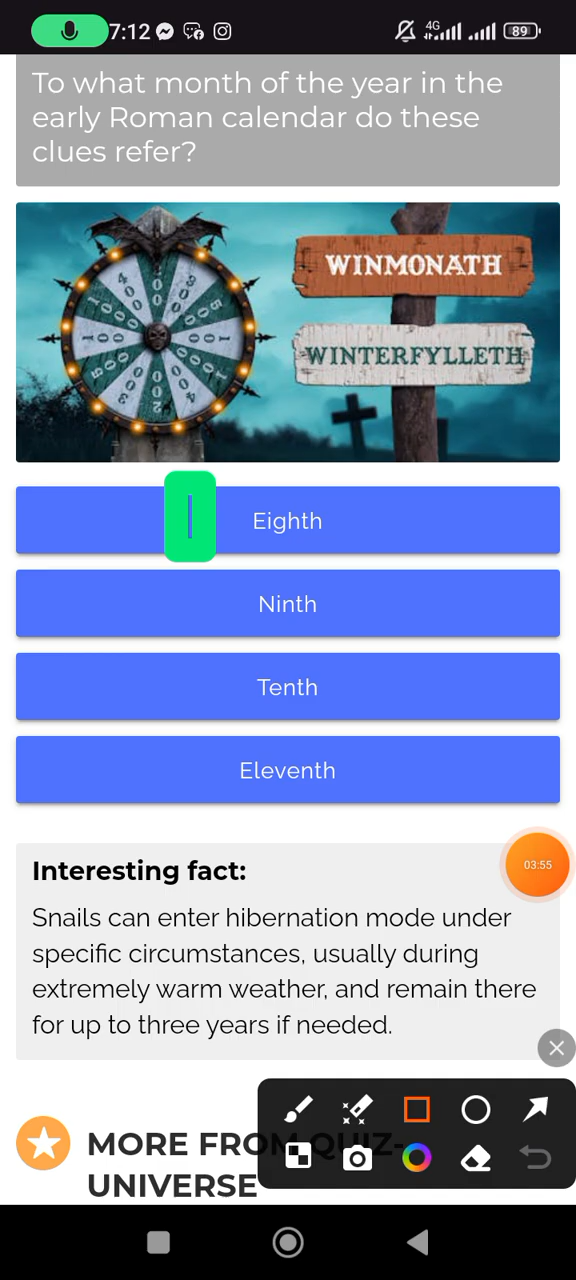 7:12
4G
89
To what month of the year in the
early Roman calendar do these
clues refer?
WINMONATH
WINTERFYLLETH
Eighth
Ninth
Tenth
Eleventh
Interesting fact:
03:55
Snails can enter hibernation mode under
specific circumstances, usually during
extremely warm weather, and remain there
for up to three years if needed.
MORE FROM QUIZ-
UNIVERSE